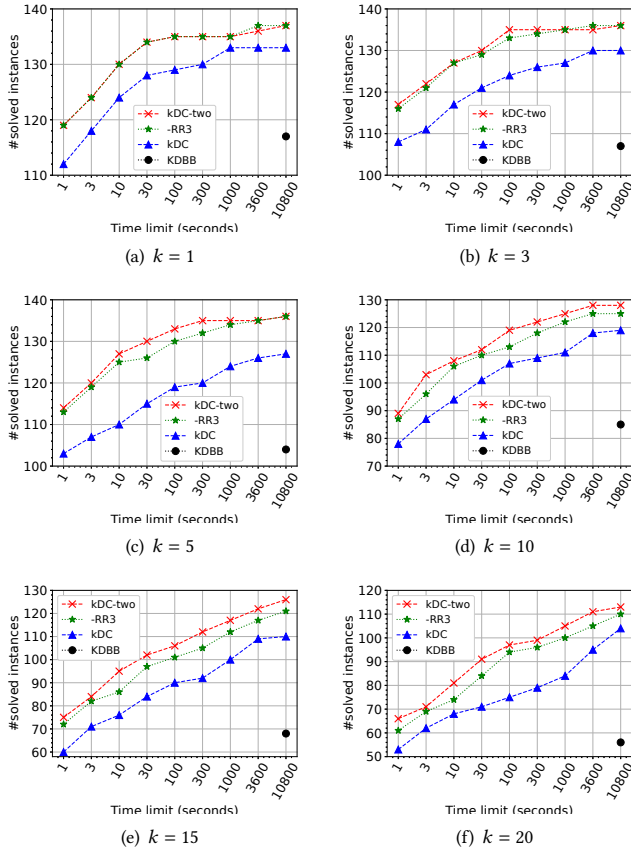 140
130
120
110
#solved instances
kDC-two
-RR3
kDC
KDBB
1
3
10
30
100
300
1000
3600
10800
Time limit (seconds)
(a) k = 1
140
130
120
110
100
#solved instances
kDC-two
-RR3
kDC
KDBB
1
3
10
30
100
300
1000
3600
10800
Time limit (seconds)
(b) k = 3
140
130
120
110
100
#solved instances
kDC-two
-RR3
kDC
KDBB
1
3
10
30
100
300
1000
3600
10800
Time limit (seconds)
(c) k = 5
130
120
110
100
90
80
70
#solved instances
kDC-two
-RR3
kDC
KDBB
1
3
10
30
100
300
1000
3600
10800
Time limit (seconds)
(d) k = 10
130
120
110
100
90
80
70
60
#solved instances
kDC-two
-RR3
kDC
KDBB
1
3
10
30
100
300
1000
3600
10800
Time limit (seconds)
(e) k = 15
120
110
100
90
80
70
60
50
#solved instances
kDC-two
-RR3
kDC
KDBB
1
3
10
30
100
300
1000
3600
10800
Time limit (seconds)
(f) k = 20